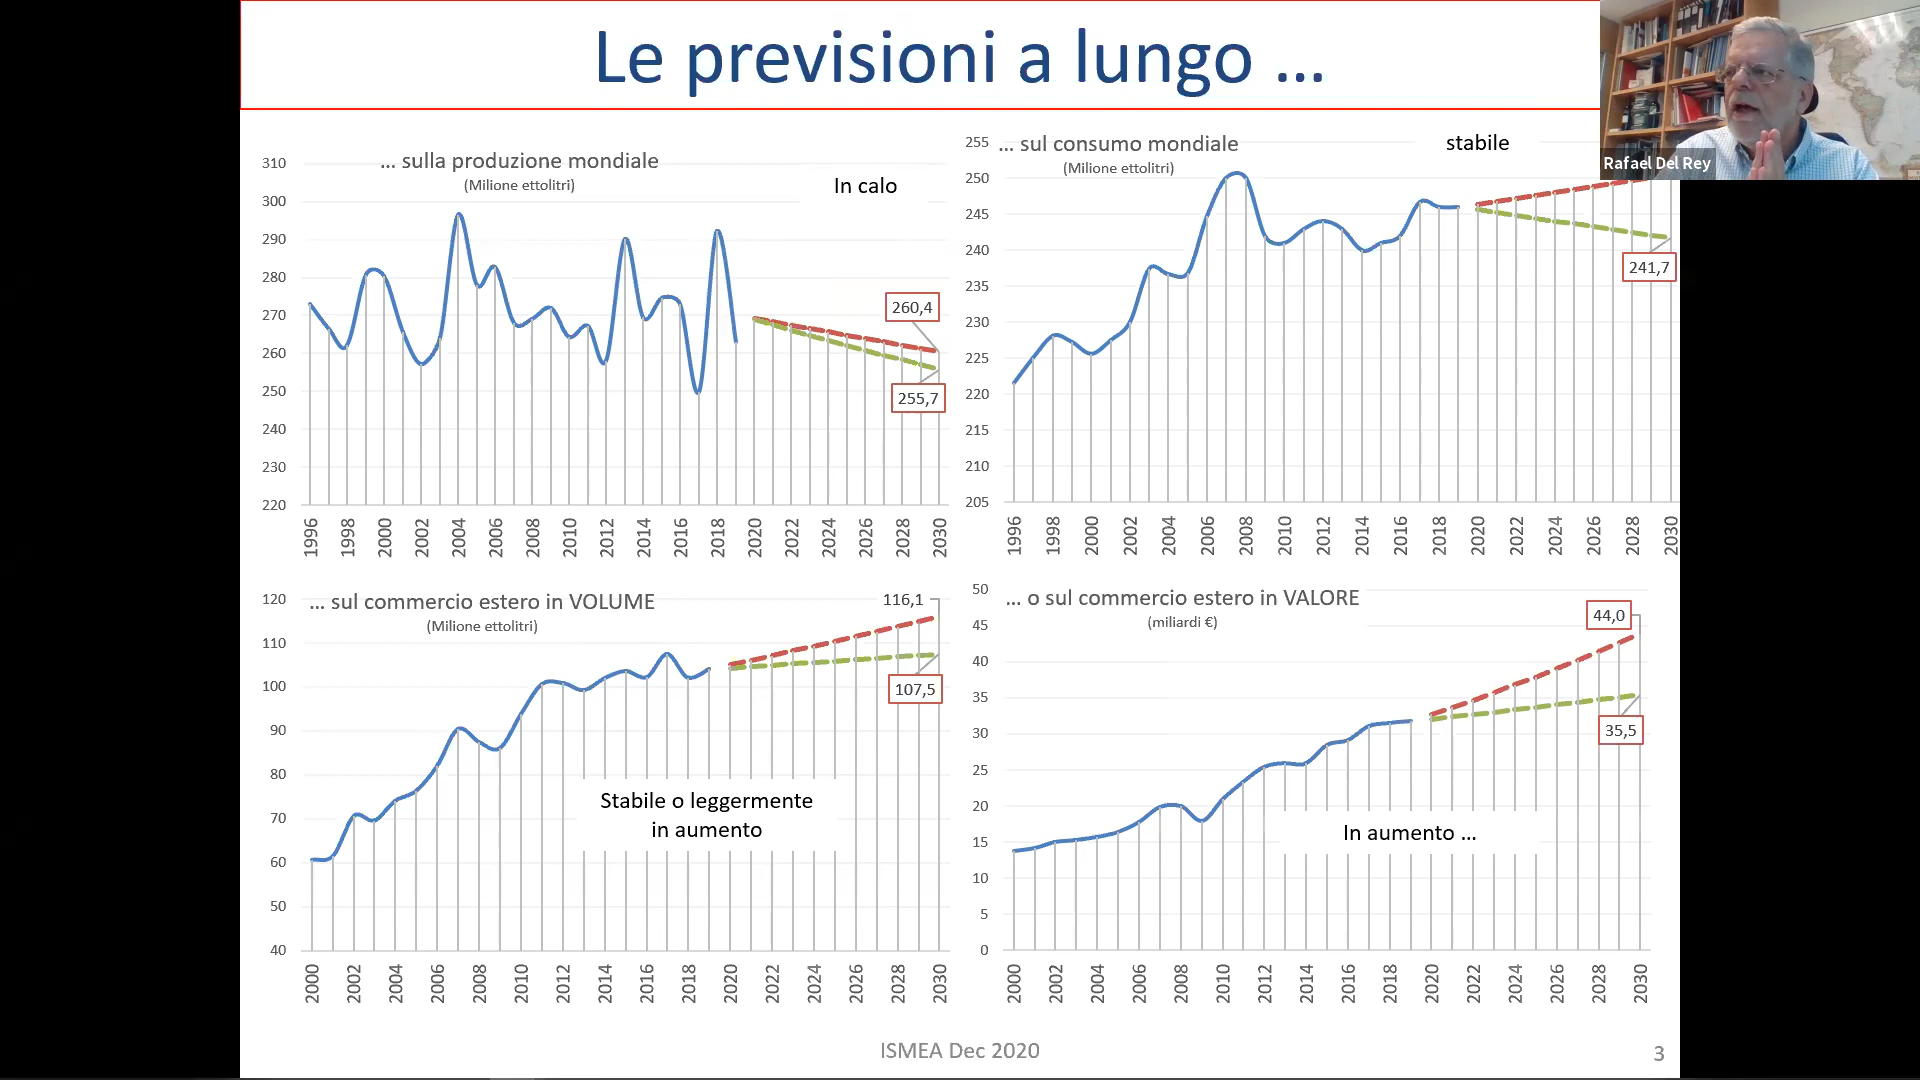 Le previsioni a lungo ...
Rafael Del Rey
... sulla produzione mondiale
(Milione ettolitri)
In calo
310
300
290
280
270
260
250
240
230
220
260,4
255,7
1996 1998 2000 2002 2004 2006 2008 2010 2012 2014 2016 2018 2020 2022 2024 2026 2028 2030
... sul consumo mondiale
(Milione ettolitri)
stabile
255
250
245
240
235
230
225
220
215
210
205
241,7
1996 1998 2000 2002 2004 2006 2008 2010 2012 2014 2016 2018 2020 2022 2024 2026 2028 2030
... sul commercio estero in VOLUME
(Milione ettolitri)
120
110
100
90
80
70
60
50
40
116,1
107,5
Stabile o leggermente
in aumento
2000 2002 2004 2006 2008 2010 2012 2014 2016 2018 2020 2022 2024 2026 2028 2030
... o sul commercio estero in VALORE
(miliardi €)
50
45
40
35
30
25
20
15
10
5
0
44,0
35,5
In aumento ...
2000 2002 2004 2006 2008 2010 2012 2014 2016 2018 2020 2022 2024 2026 2028 2030
ISMEA Dec 2020
3